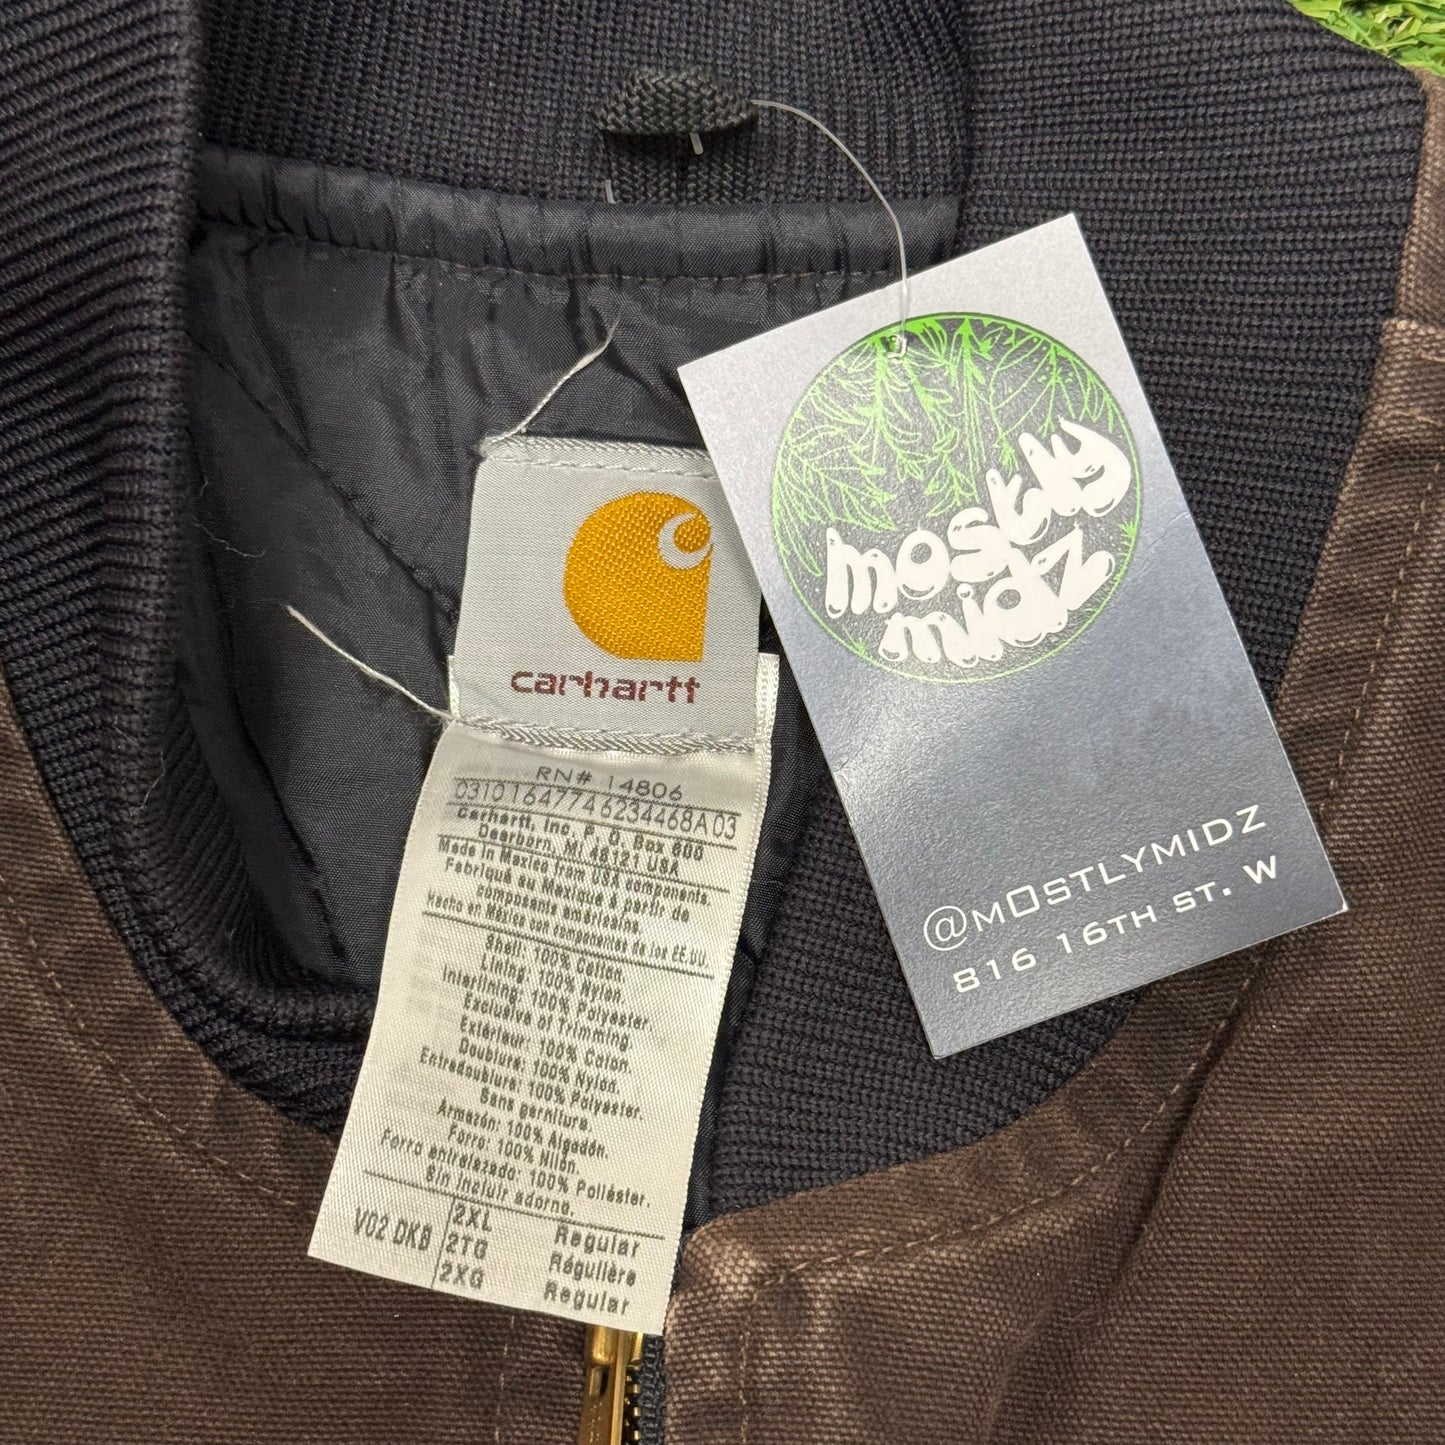 carhartt
RN# 14806
03101647746234468A03
Carhartt, Inc. P. O. Box 600
Dearborn, MI 48121 USA
Made in Mexico from USA components.
Fabriqué au Mexique à partir de
composants américains.
Hecho en México con componentes de los EE.UU.
Shell: 100% Cotton.
Lining: 100% Nylon.
Interlining: 100% Polyester.
Exclusive of Trimming
Extérieur: 100% Coton.
Doublure: 100% Nylon.
Entredoublure: 100% Polyester.
Sans garniture.
Armazón: 100% Algodón.
Forro: 100% Nilón.
Forro entrelazado: 100% Poliéster.
Sin incluir adorno.
V02 DKB 2XL Regular
2TG Régulière
2XG Regular
mostly
midz
@m0stlymidz
816 16th st. w